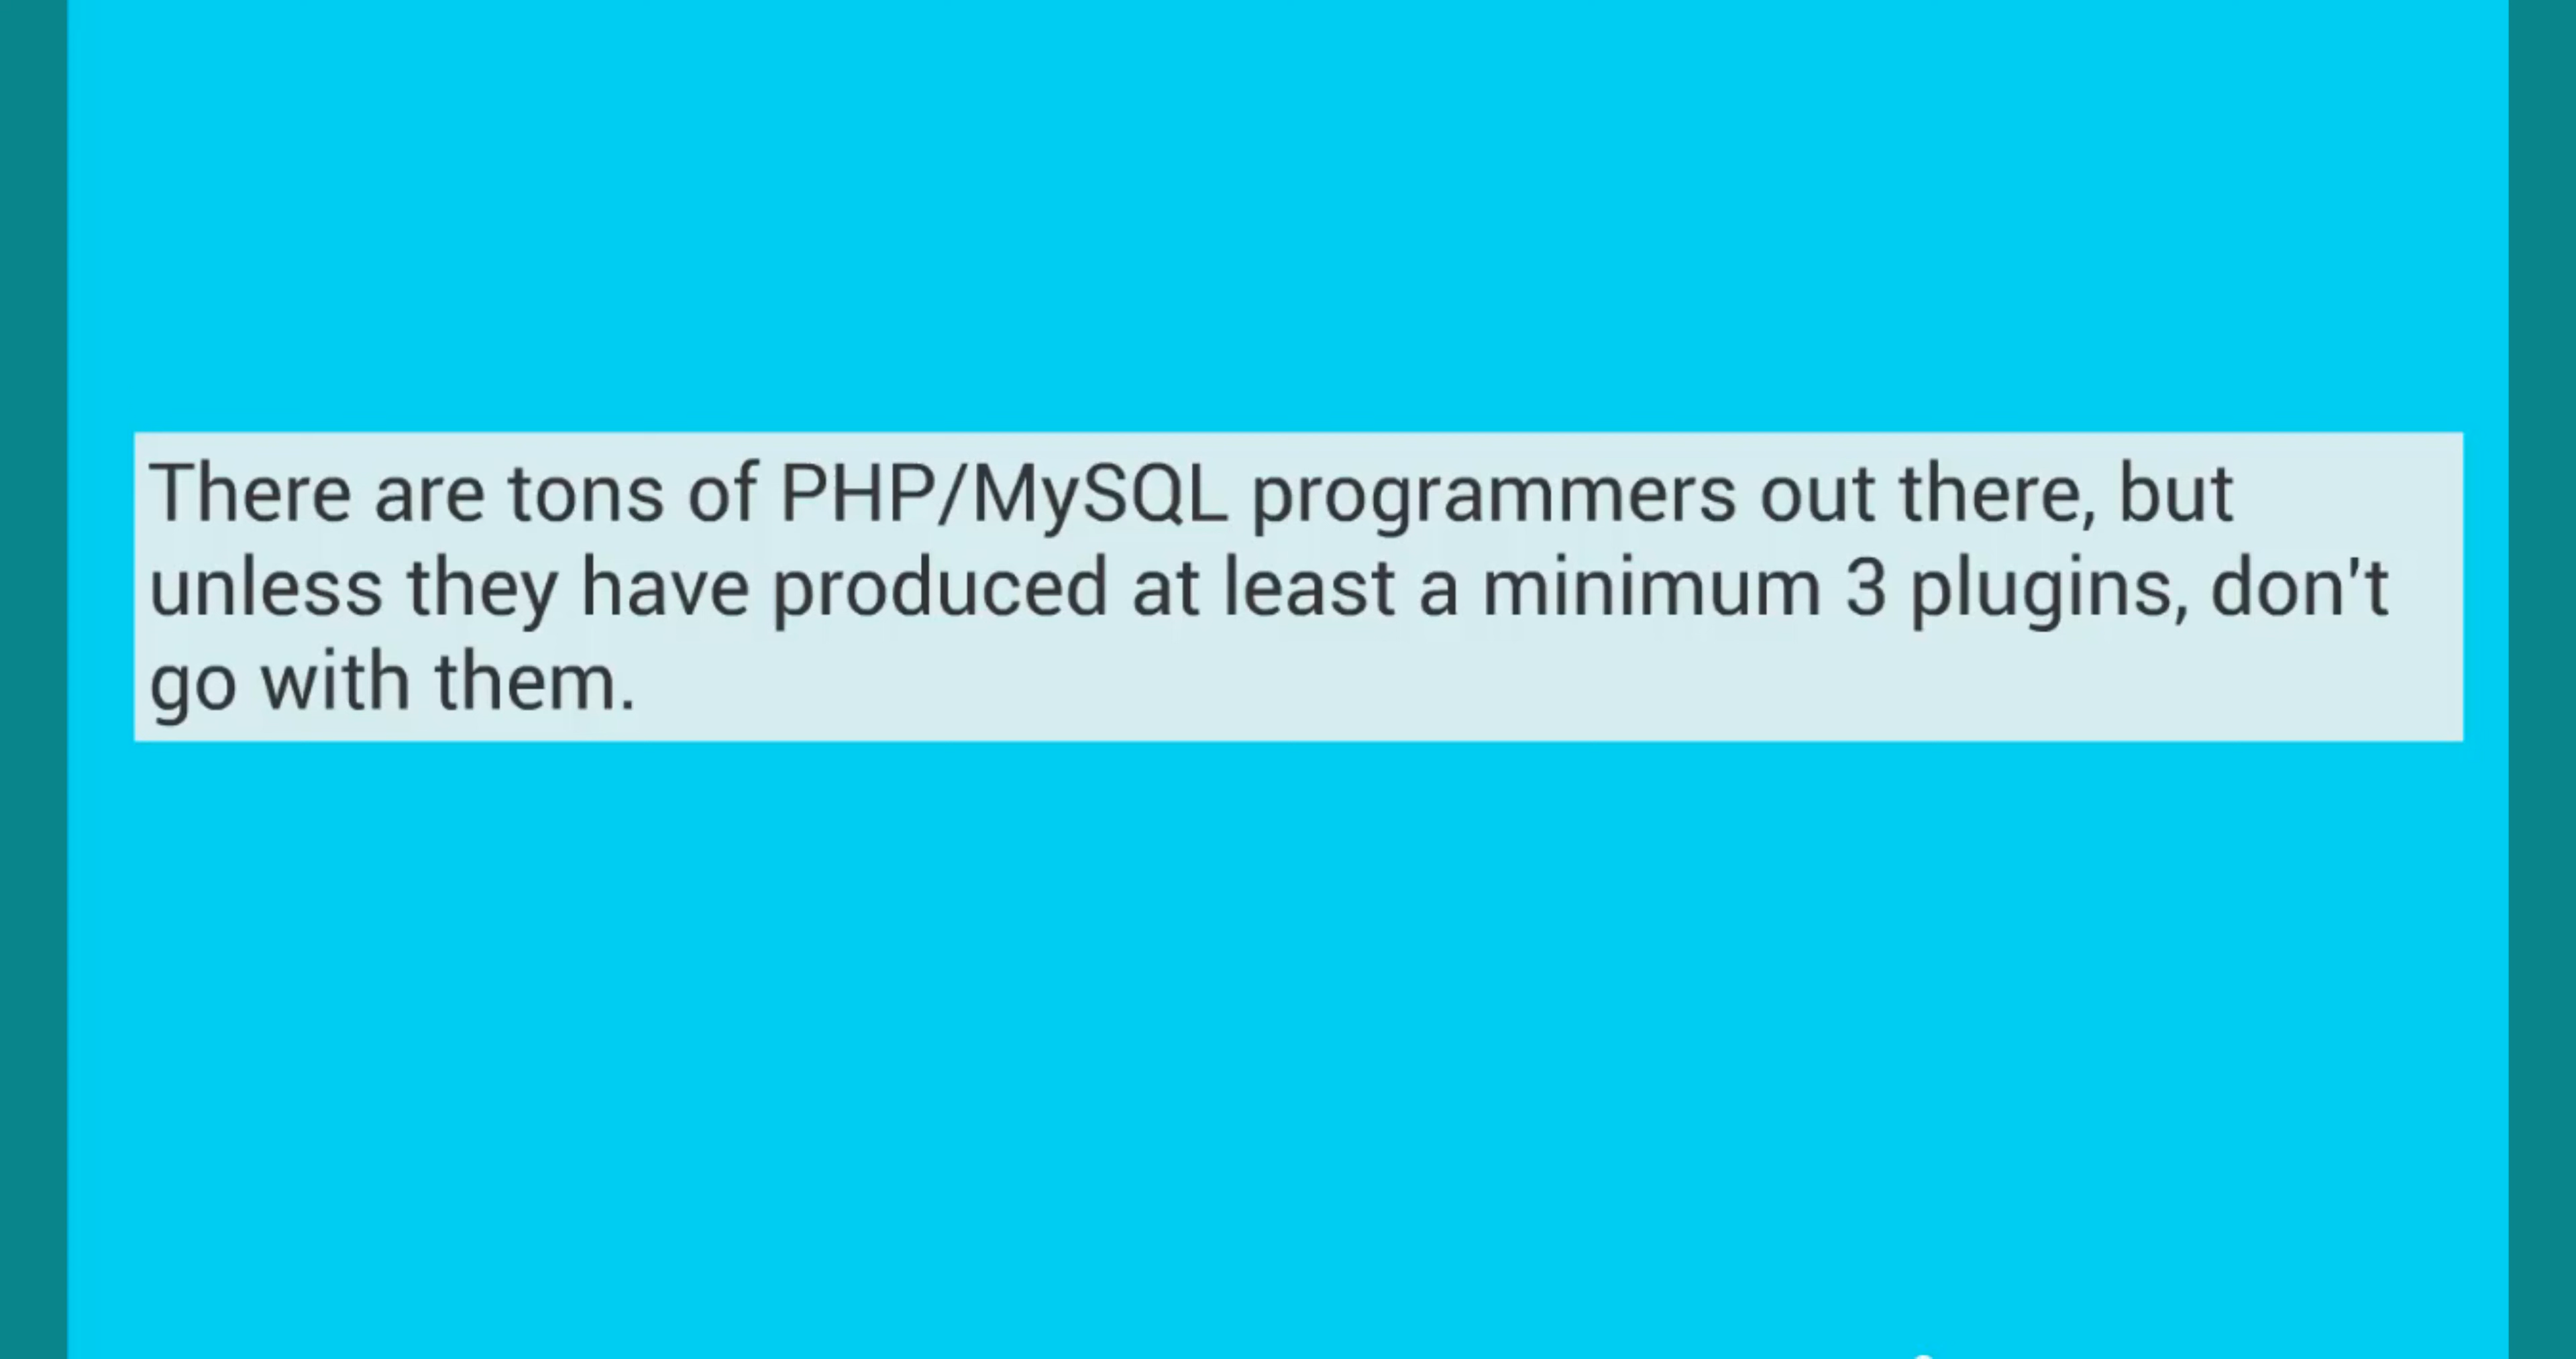 There are tons of PHP/MySQL programmers out there, but
unless they have produced at least a minimum 3 plugins, don't
go with them.